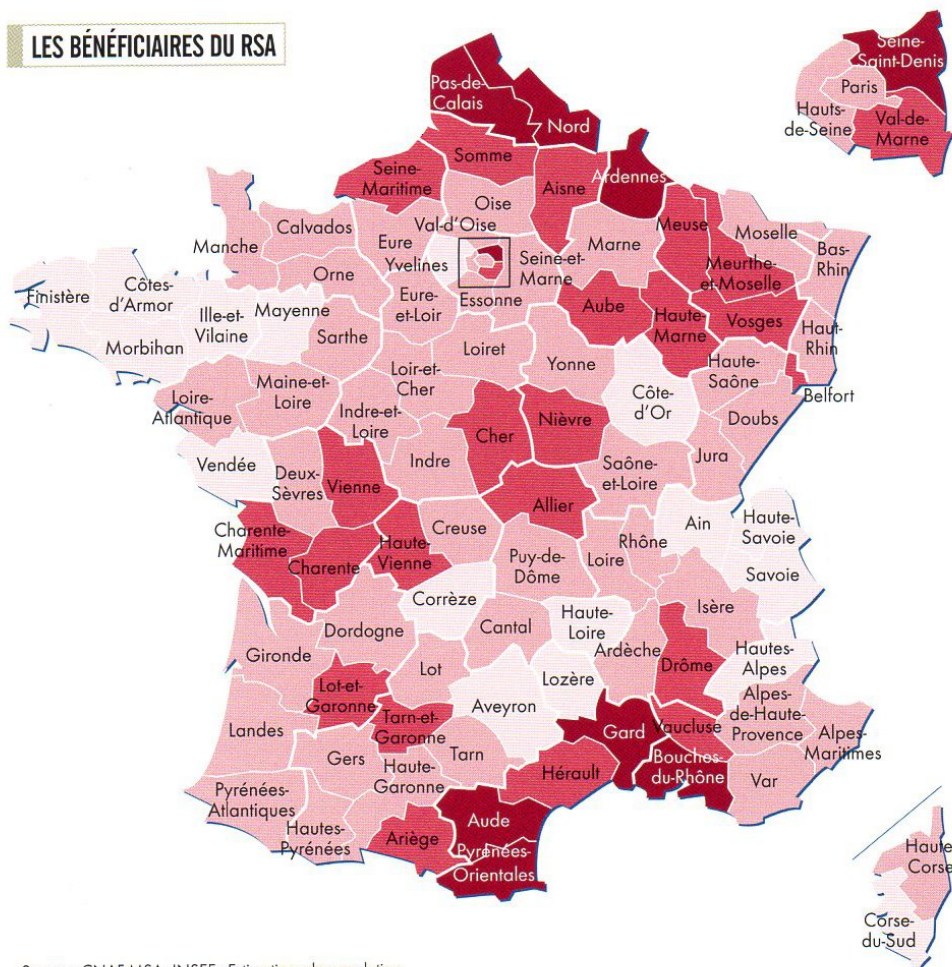 LES BÉNÉFICIAIRES DU RSA
Seine-
Saint-Denis
Paris
Hauts-
de-Seine
Val-de-
Marne
Pas-de-
Calais
Nord
Somme
Seine-
Maritime
Aisne
Ardennes
Oise
Val-d'Oise
Manche
Calvados
Eure
Yvelines
Seine-et
Marne
Marne
Meuse
Moselle
Bas-
Rhin
Meurthe-
et-Moselle
Orne
Essonne
Eure-
et-Loir
Aube
Haute-
Marne
Vosges
Haut-
Rhin
Finistère
Côtes-
d'Armor
Ille-et
Vilaine
Mayenne
Morbihan
Sarthe
Loiret
Yonne
Haute-
Saône
Belfort
Loire-
Atlantique
Maine-et
Loire
Loir-et
Cher
Indre-et
Loire
Cher
Nièvre
Côte-
d'Or
Doubs
Vendée
Deux-
Sèvres
Vienne
Indre
Saône-
et-Loire
Jura
Allier
Charente-
Maritime
Charente
Haute-
Vienne
Creuse
Puy-de-
Dôme
Loire
Rhône
Ain
Haute-
Savoie
Savoie
Corrèze
Isère
Gironde
Dordogne
Cantal
Haute-
Loire
Ardèche
Drôme
Hautes-
Alpes
Lot
Lot-et
Garonne
Aveyron
Lozère
Landes
Tarn-et
Garonne
Gard
Vaucluse
Alpes-
de-Haute-
Provence
Alpes-
Maritimes
Gers
Haute-
Garonne
Tarn
Hérault
Bouches-
du-Rhône
Var
Pyrénées-
Atlantiques
Hautes-
Pyrénées
Ariège
Aude
Pyrénées-
Orientales
Haute
Corse
Corse-
du-Sud